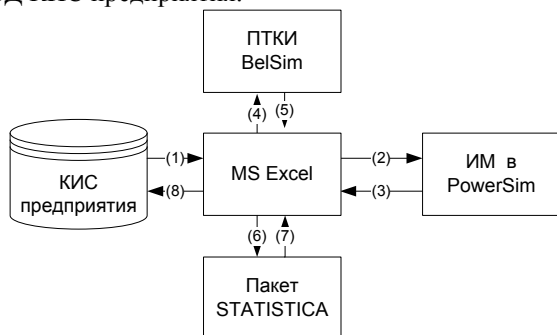 Д КИС предприятия.
ПТКИ
BelSim
(4)
(5)
(1)
(2)
КИС
предприятия
MS Excel
ИМ в
PowerSim
(8)
(3)
(6)
(7)
Пакет
STATISTICA